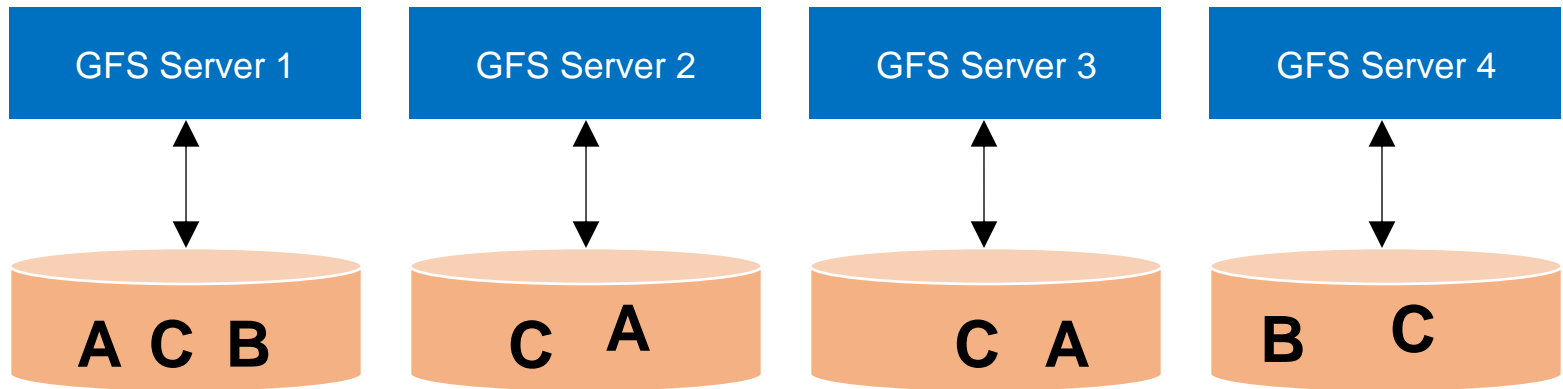 GFS Server 1
GFS Server 2
GFS Server 3
GFS Server 4
A C B
C A
C A
B C